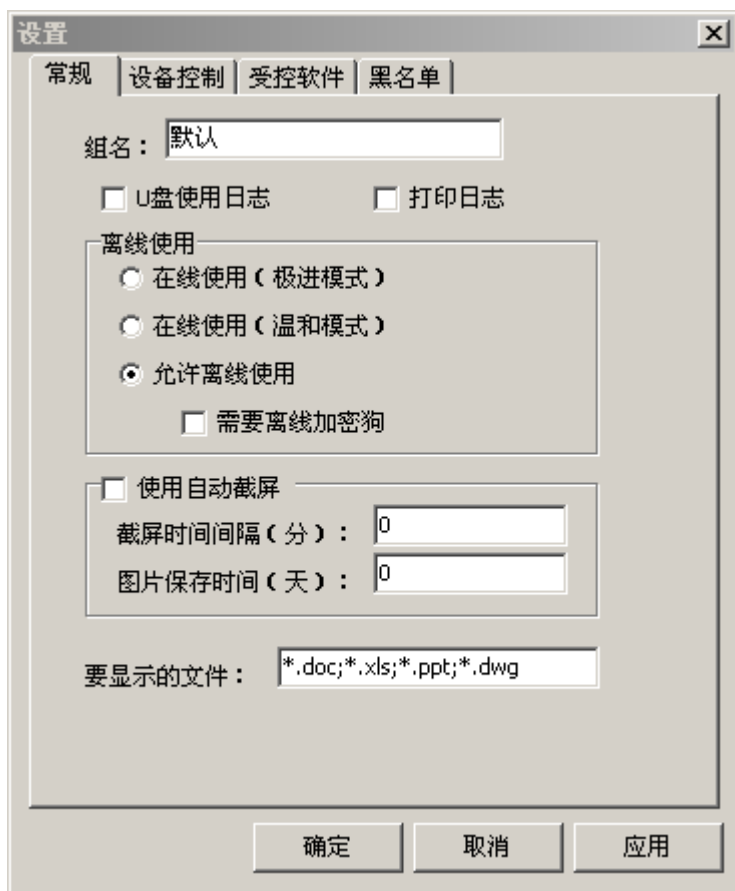 设置
常规 设备控制 受控软件 黑名单
组名：默认
U盘使用日志 打印日志
离线使用
在线使用（极进模式）
在线使用（温和模式）
允许离线使用
需要离线加密狗
使用自动截屏
截屏时间间隔（分）：0
图片保存时间（天）：0
要显示的文件：*.doc;*.xls;*.ppt;*.dwg
确定 取消 应用